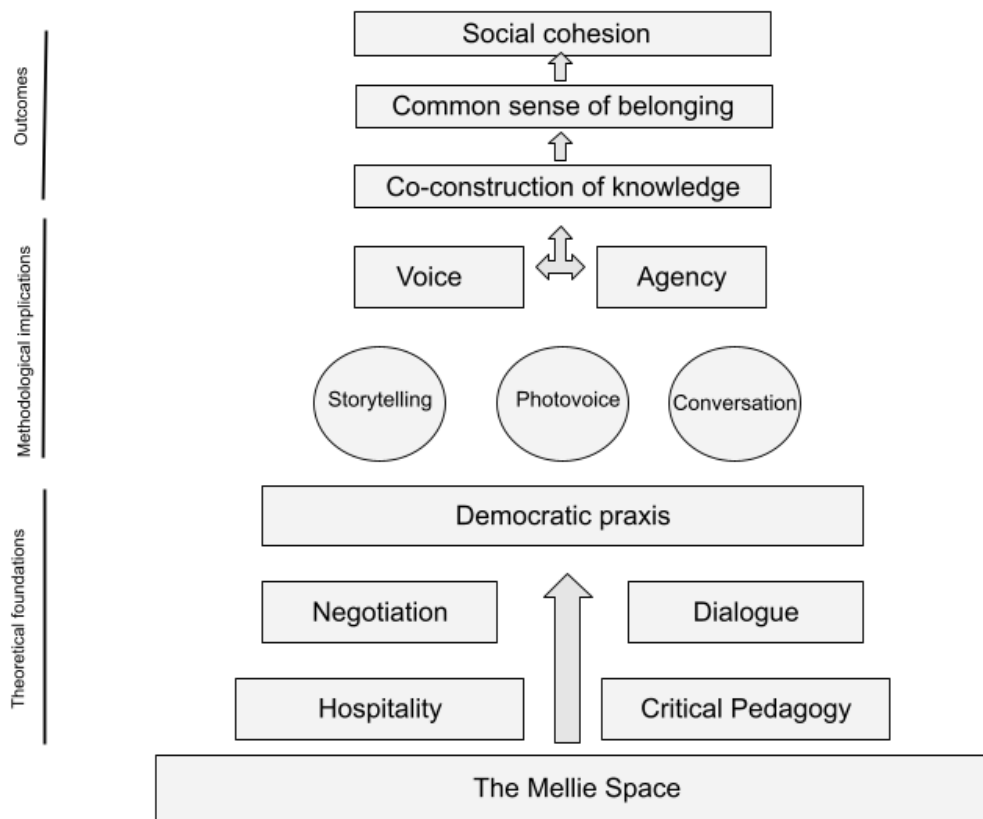 Social cohesion
Common sense of belonging
Co-construction of knowledge
Outcomes
Voice
Agency
Storytelling
Photovoice
Conversation
Methodological implications
Democratic praxis
Negotiation
Dialogue
Hospitality
Critical Pedagogy
Theoretical foundations
The Mellie Space